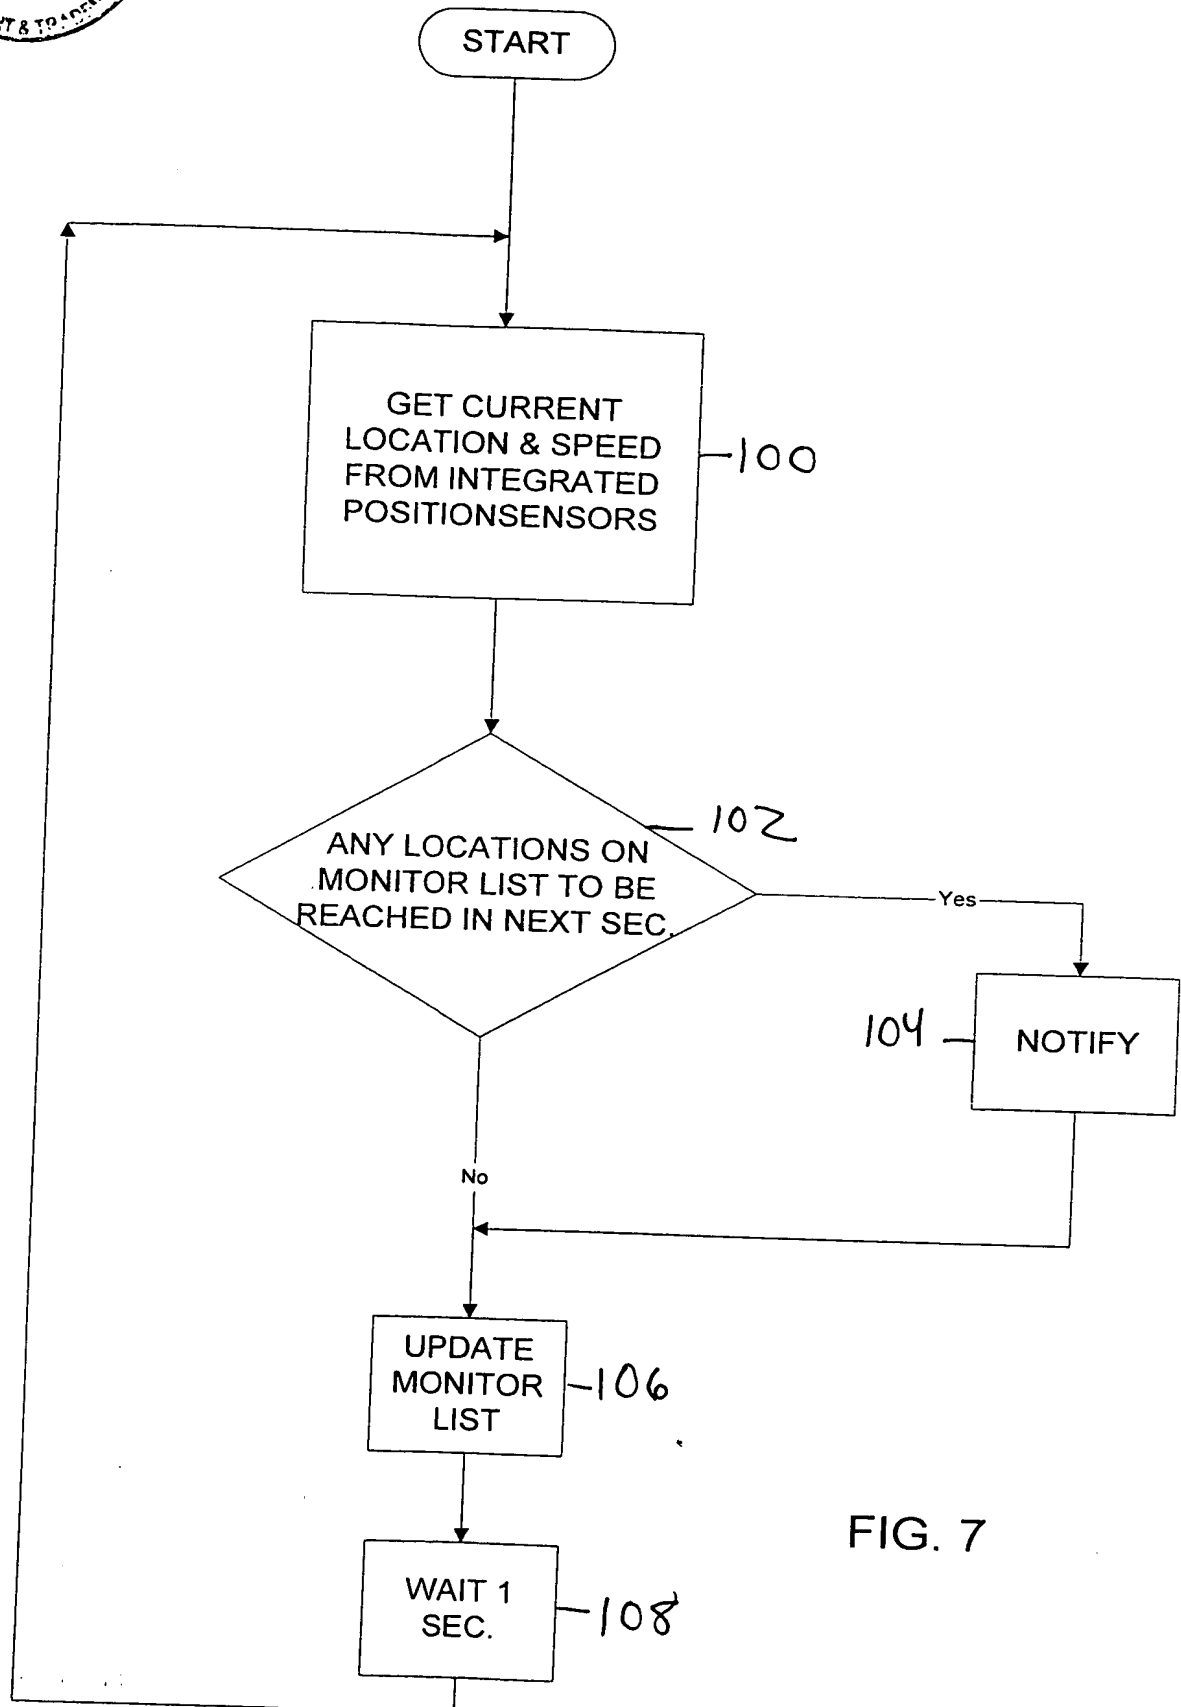 T & TRADE
START
GET CURRENT
LOCATION & SPEED
FROM INTEGRATED
POSITIONSENSORS
100
ANY LOCATIONS ON
MONITOR LIST TO BE
REACHED IN NEXT SEC.
102
Yes
104
NOTIFY
No
UPDATE
MONITOR
LIST
106
WAIT 1
SEC.
108
FIG. 7